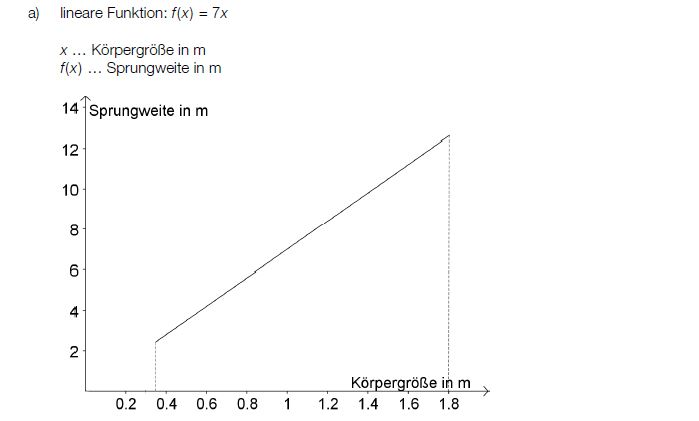 a) lineare Funktion: f(x) = 7x
x ... Körpergröße in m
f(x) ... Sprungweite in m
14 Sprungweite in m
12
10
8
6
4
2
Körpergröße in m
0.2 0.4 0.6 0.8 1 1.2 1.4 1.6 1.8